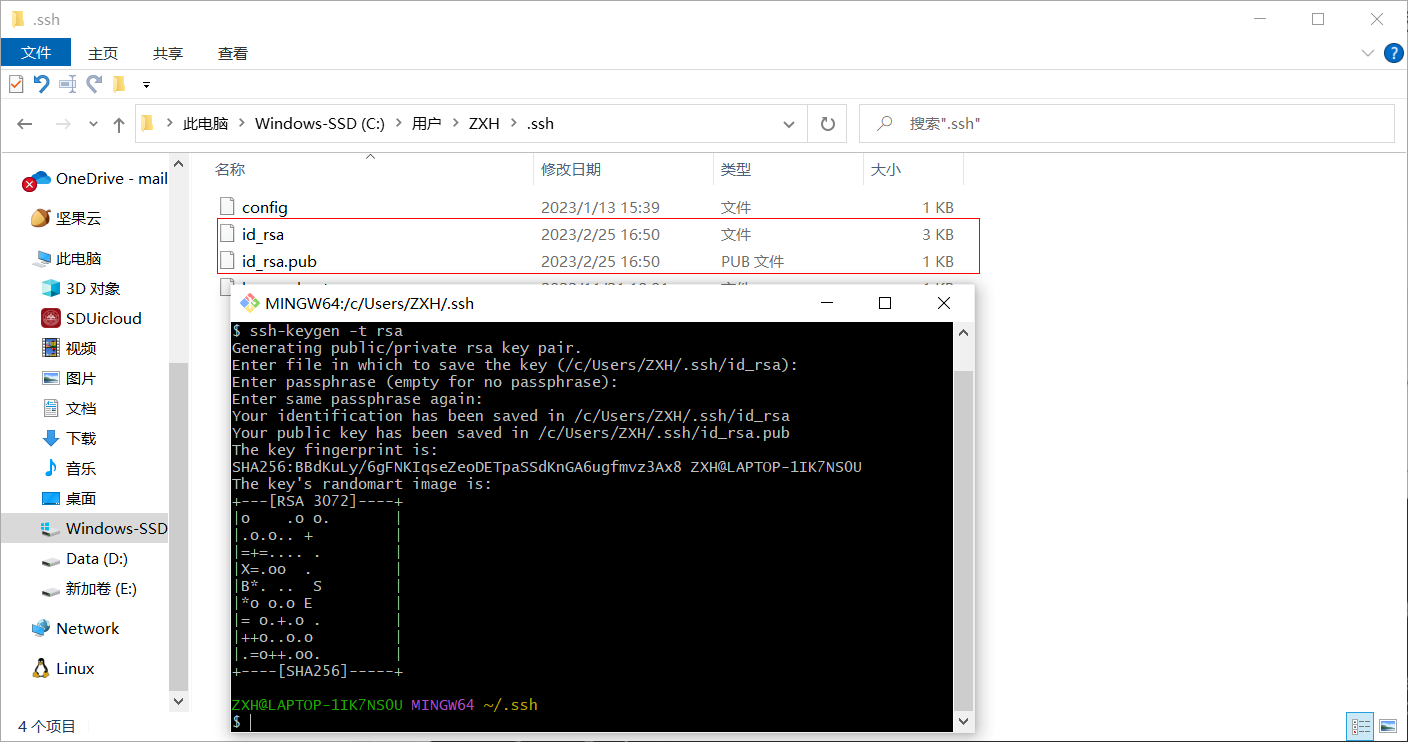 .ssh
文件 主页 共享 查看
此电脑 > Windows-SSD (C:) > 用户 > ZXH > .ssh
搜索".ssh"
名称 修改日期 类型 大小
OneDrive - mail
坚果云
此电脑
3D 对象
SDUicloud
视频
图片
文档
下载
音乐
桌面
Windows-SSD
Data (D:)
新加卷 (E:)
Network
Linux
config 2023/1/13 15:39 文件 1 KB
id_rsa 2023/2/25 16:50 文件 3 KB
id_rsa.pub 2023/2/25 16:50 PUB 文件 1 KB
MINGW64:/c/Users/ZXH/.ssh
$ ssh-keygen -t rsa
Generating public/private rsa key pair.
Enter file in which to save the key (/c/Users/ZXH/.ssh/id_rsa):
Enter passphrase (empty for no passphrase):
Enter same passphrase again:
Your identification has been saved in /c/Users/ZXH/.ssh/id_rsa
Your public key has been saved in /c/Users/ZXH/.ssh/id_rsa.pub
The key fingerprint is:
SHA256:BBdKuLy/6gFNKIqseZeoDETpaSSdKnGA6ugfmvz3Ax8 ZXH@LAPTOP-1IK7NSOU
The key's randomart image is:
+---[RSA 3072]----+
|o    .o o.       |
|.o.o.. +         |
|=+=.... .        |
|X=.oo  .         |
|B*. ..  S        |
|*o o.o E         |
|= o.+.o .        |
|++o..o.o         |
|.=o++.oo.        |
+----[SHA256]-----+
ZXH@LAPTOP-1IK7NSOU MINGW64 ~/.ssh
$
4 个项目